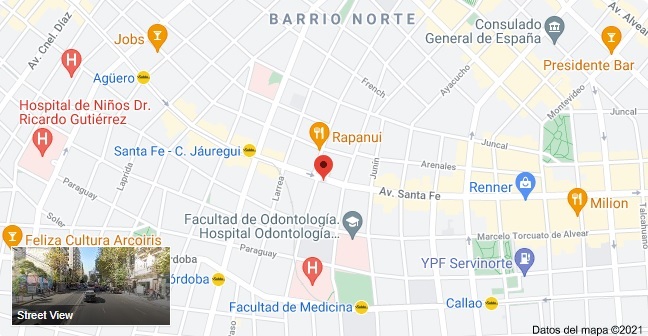 BARRIO NORTE
Av. Cnel. Díaz
Jobs
Consulado
General de España
Av. Alvear
Agüero
French
Ayacucho
Presidente Bar
Montevideo
Hospital de Niños Dr.
Ricardo Gutiérrez
Rapanui
Juncal
Juncal
Santa Fe - C. Jáuregui
Arenales
Junín
Laprida
Larrea
Paraguay
Av. Santa Fe
Renner
Milion
Talcahuano
Soler
Facultad de Odontología.
Hospital Odontología...
Marcelo Torcuato de Alvear
Feliza Cultura Arcoiris
Paraguay
YPF Servinorte
Córdoba
Facultad de Medicina
Callao
Street View
Datos del mapa ©2021